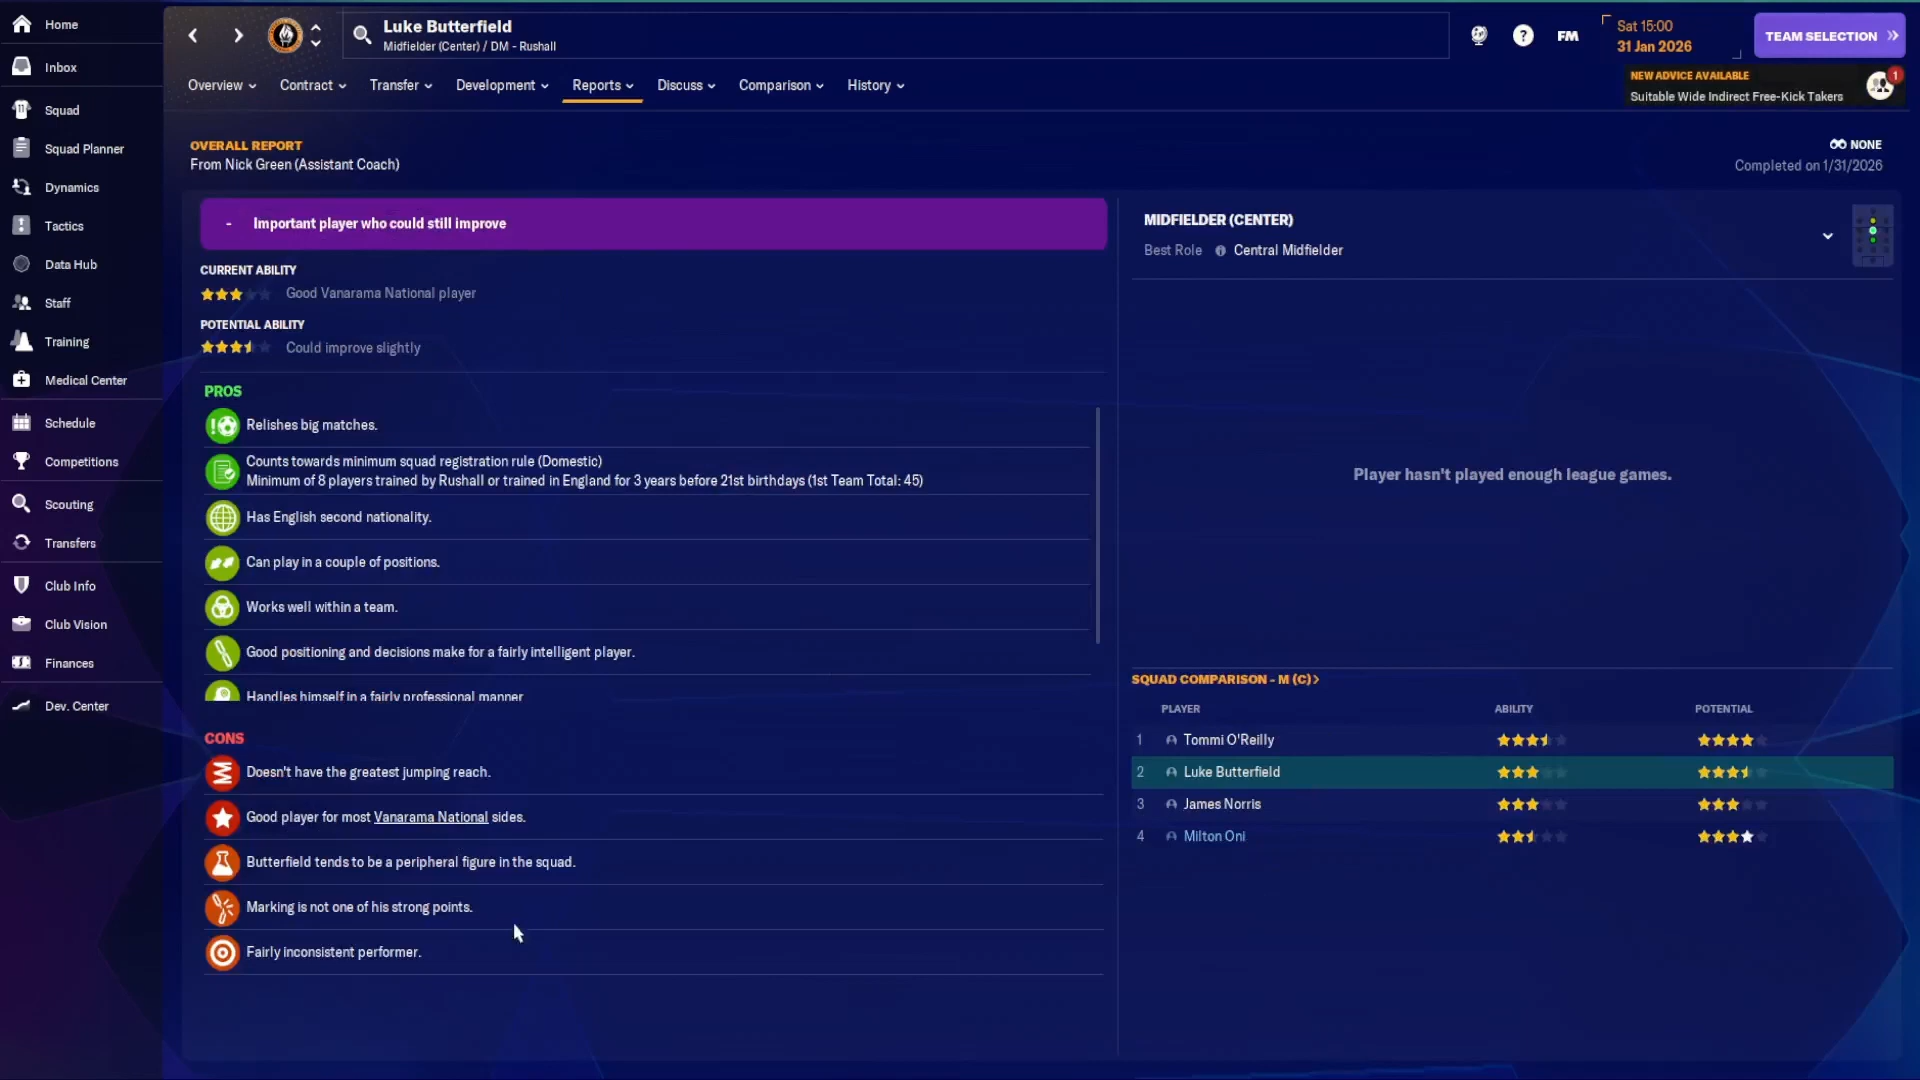 Home
Inbox
Squad
Squad Planner
Dynamics
Tactics
Data Hub
Staff
Training
Medical Center
Schedule
Competitions
Scouting
Transfers
Club Info
Club Vision
Finances
Dev. Center
Luke Butterfield
Midfielder (Center) / DM - Rushall
? FM
Sat 15:00
31 Jan 2026
TEAM SELECTION
Overview Contract Transfer Development Reports Discuss Comparison History
NEW ADVICE AVAILABLE
Suitable Wide Indirect Free-Kick Takers
1
OVERALL REPORT
From Nick Green (Assistant Coach)
NONE
Completed on 1/31/2026
- Important player who could still improve
CURRENT ABILITY
Good Vanarama National player
POTENTIAL ABILITY
Could improve slightly
PROS
Relishes big matches.
Counts towards minimum squad registration rule (Domestic)
Minimum of 8 players trained by Rushall or trained in England for 3 years before 21st birthdays (1st Team Total: 45)
Has English second nationality.
Can play in a couple of positions.
Works well within a team.
Good positioning and decisions make for a fairly intelligent player.
Handles himself in a fairly professional manner
CONS
Doesn't have the greatest jumping reach.
Good player for most Vanarama National sides.
Butterfield tends to be a peripheral figure in the squad.
Marking is not one of his strong points.
Fairly inconsistent performer.
MIDFIELDER (CENTER)
Best Role Central Midfielder
Player hasn't played enough league games.
SQUAD COMPARISON - M (C)>
PLAYER ABILITY POTENTIAL
1 Tommi O'Reilly
2 Luke Butterfield
3 James Norris
4 Milton Oni